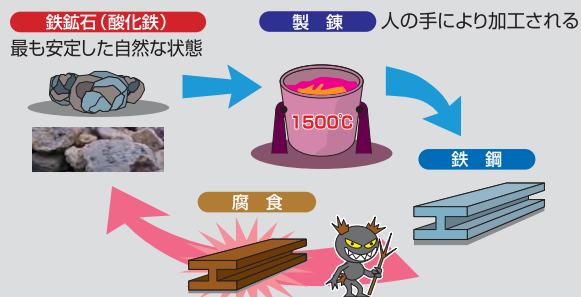 鉄鉱石（酸化鉄）
最も安定した自然な状態
製錬
人の手により加工される
1500℃
鉄鋼
腐食